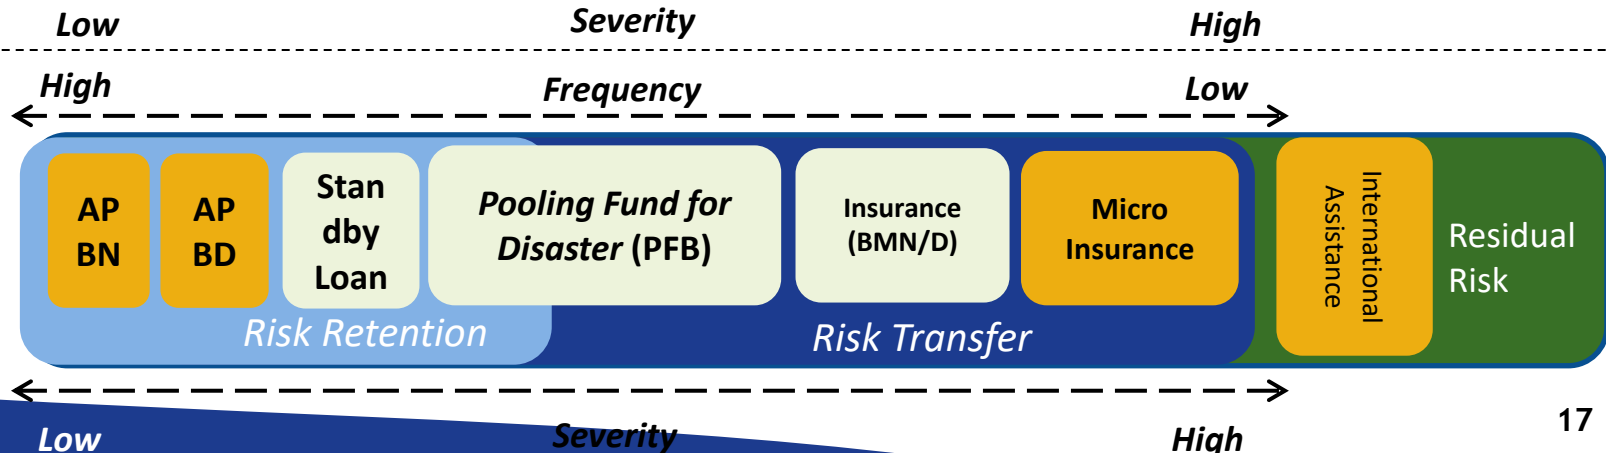 Low Severity High
High Frequency Low
AP
BN
AP
BD
Stan
dby
Loan
Pooling Fund for
Disaster (PFB)
Insurance
(BMN/D)
Micro
Insurance
International
Assistance
Residual
Risk
Risk Retention
Risk Transfer
Low Severity High
17